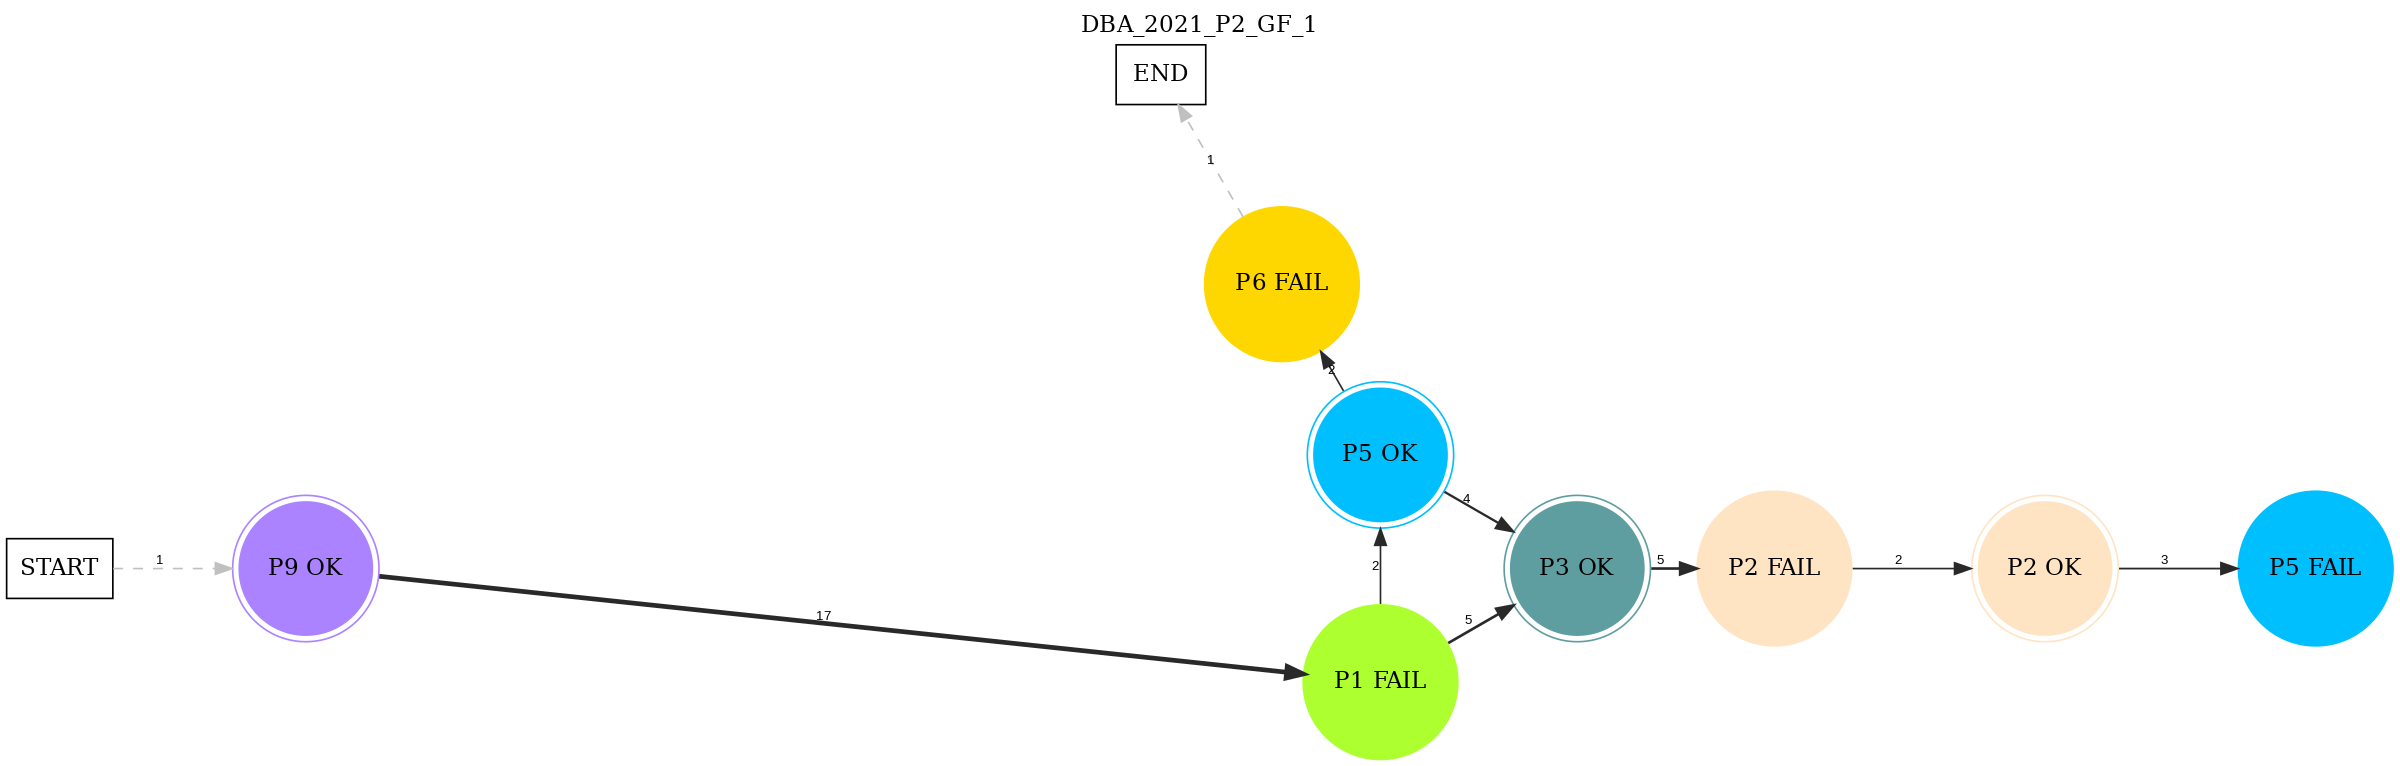 DBA_2021_P2_GF_1
END
1
P6 FAIL
2
P5 OK
4
START
1
P9 OK
2
P3 OK
5
P2 FAIL
2
P2 OK
3
P5 FAIL
17
5
P1 FAIL